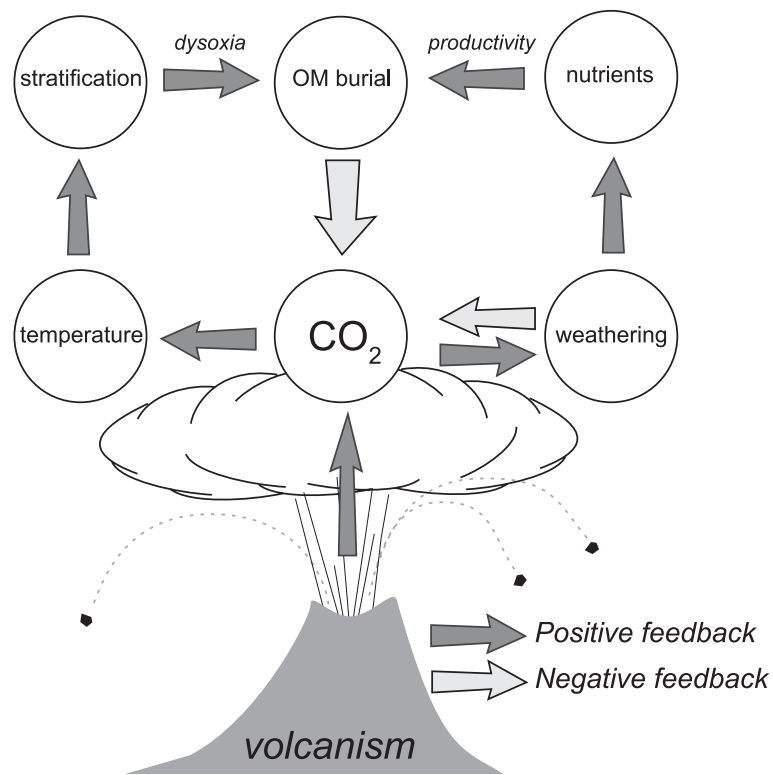 dysoxia
productivity
stratification
OM burial
nutrients
temperature
CO2
weathering
Positive feedback
Negative feedback
volcanism